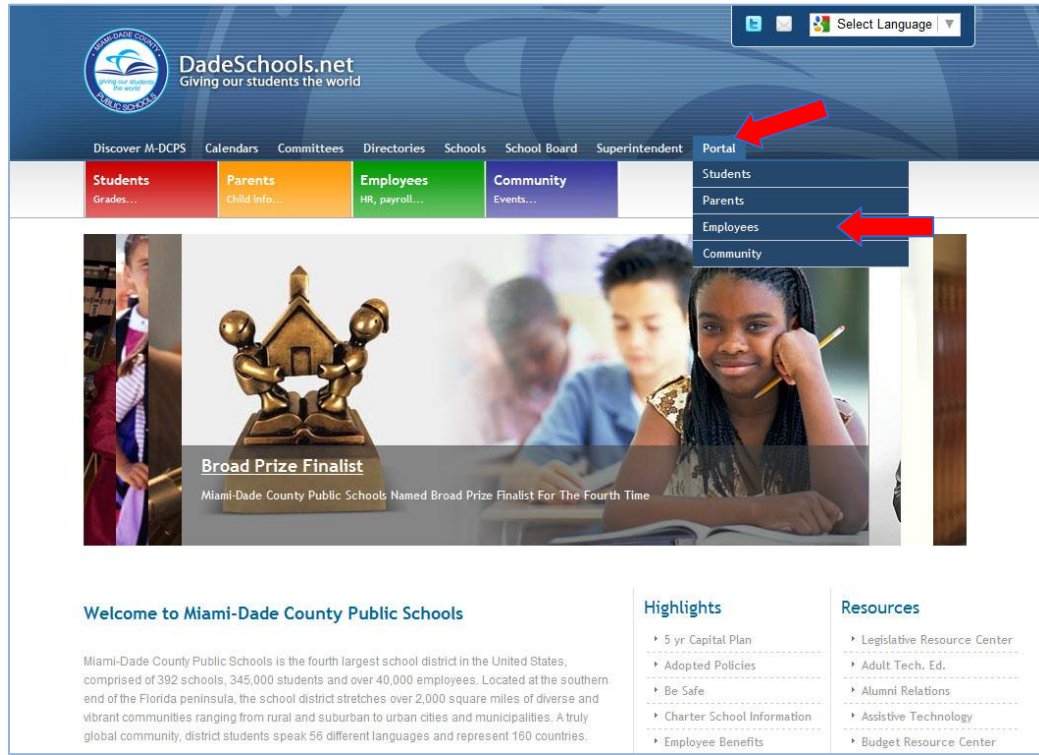 Select Language
MIAMI-DADE COUNTY
giving our students
the world
PUBLIC SCHOOLS
DadeSchools.net
Giving our students the world
Discover M-DCPS Calendars Committees Directories Schools School Board Superintendent Portal
Students
Grades...
Parents
Child info...
Employees
HR, payroll...
Community
Events...
Students
Parents
Employees
Community
Broad Prize Finalist
Miami-Dade County Public Schools Named Broad Prize Finalist For The Fourth Time
Welcome to Miami-Dade County Public Schools
Miami-Dade County Public Schools is the fourth largest school district in the United States,
comprised of 392 schools, 345,000 students and over 40,000 employees. Located at the southern
end of the Florida peninsula, the school district stretches over 2,000 square miles of diverse and
vibrant communities ranging from rural and suburban to urban cities and municipalities. A truly
global community, district students speak 56 different languages and represent 160 countries.
Highlights
5 yr Capital Plan
Adopted Policies
Be Safe
Charter School Information
Employee Benefits
Resources
Legislative Resource Center
Adult Tech. Ed.
Alumni Relations
Assistive Technology
Budget Resource Center